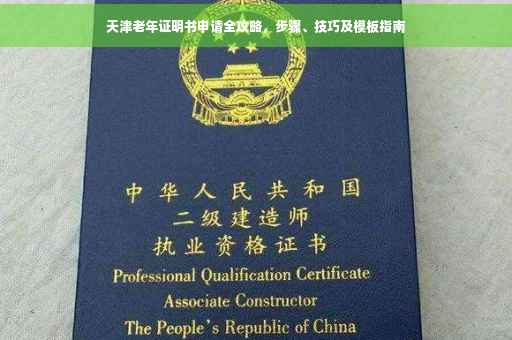 天津老年证明书申请全攻略，步骤、技巧及模板指南
中华人民共和国
二级建造师
执业资格证书
Professional Qualification Certificate
Associate Constructor
The People's Republic of China